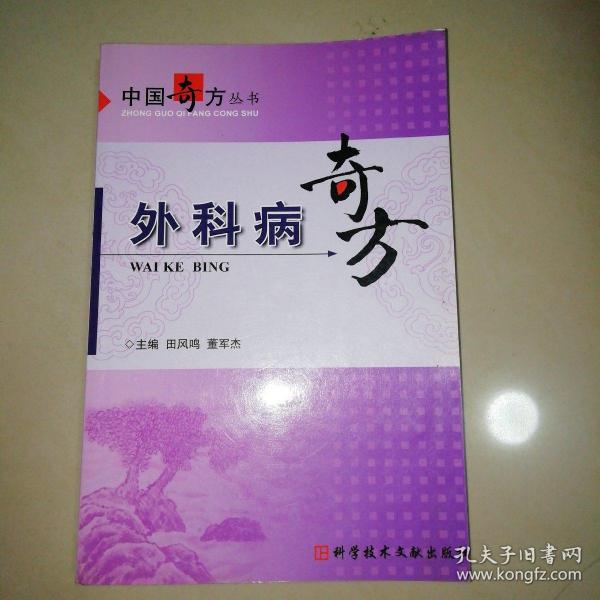 中国奇方丛书
ZHONG GUO QI FANG CONG SHU
外科病奇方
WAI KE BING
◇主编 田风鸣 董军杰
科学技术文献出版
孔夫子旧书网
www.kongfz.com